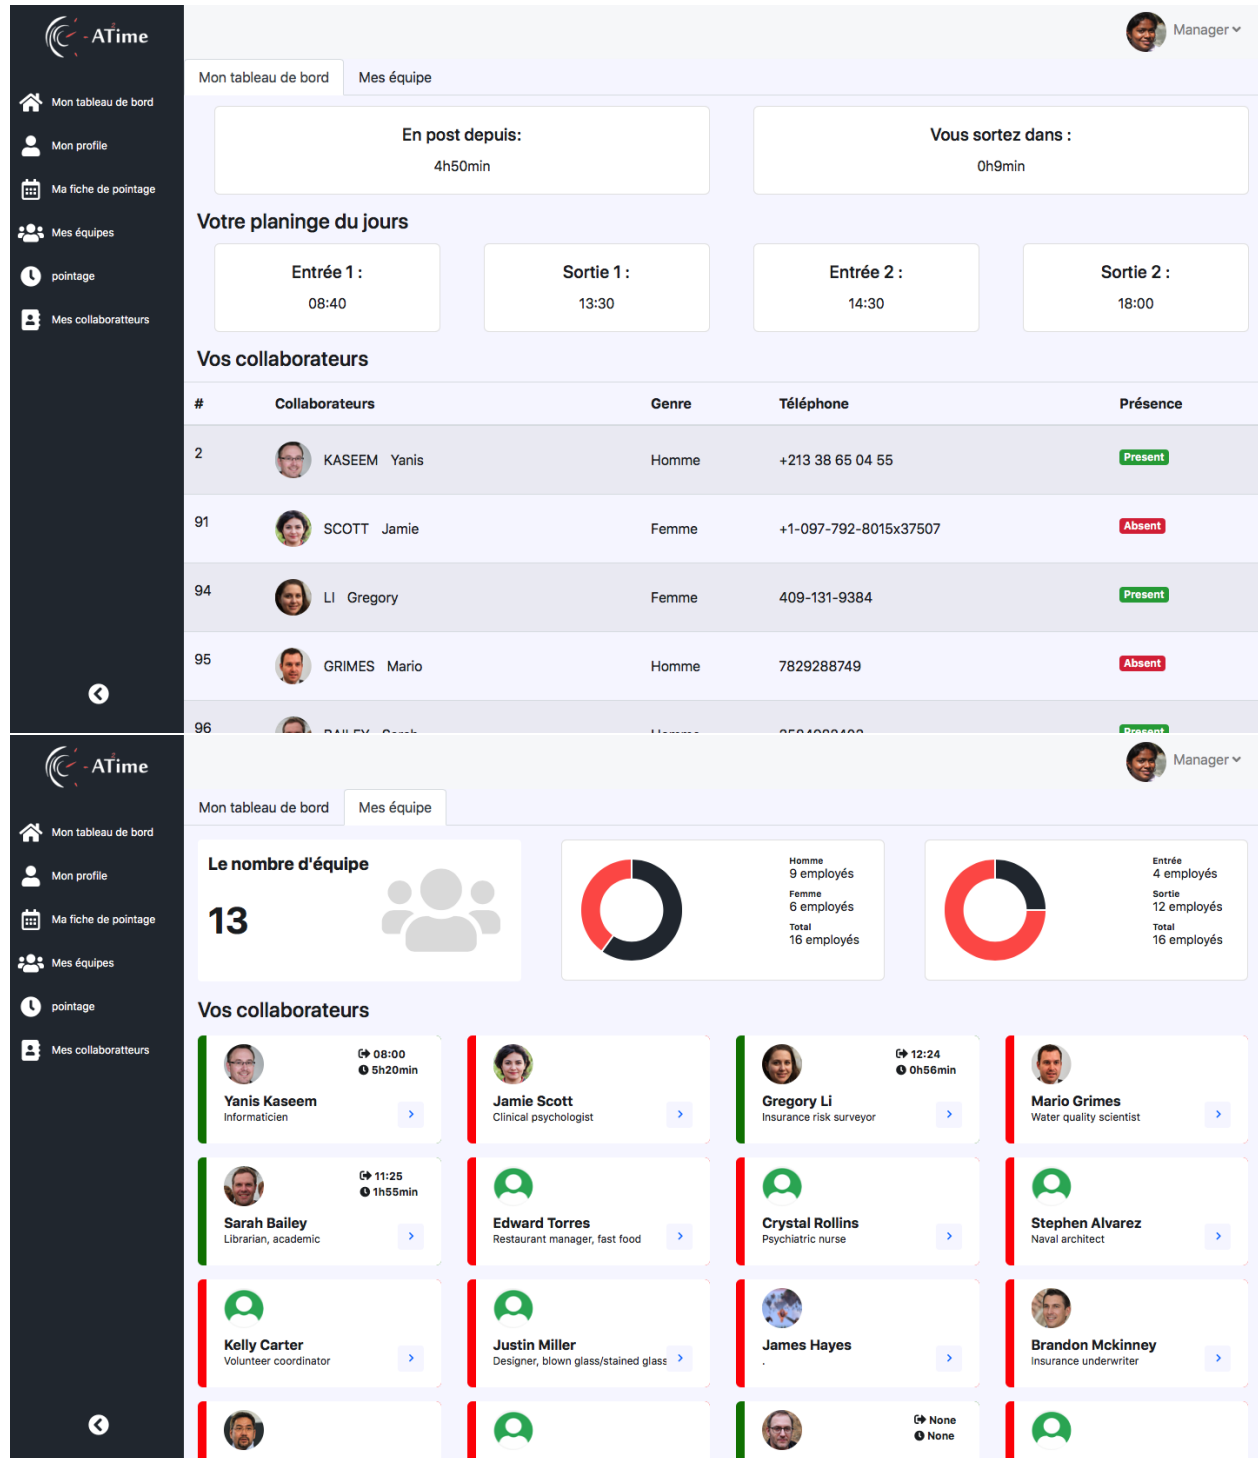 - ATime
Manager
Mon tableau de bord
Mon profile
Ma fiche de pointage
Mes équipes
pointage
Mes collaboratteurs
Mon tableau de bord Mes équipe
En post depuis: Vous sortez dans :
4h50min 0h9min
Votre planinge du jours
Entrée 1 : Sortie 1 : Entrée 2 : Sortie 2 :
08:40 13:30 14:30 18:00
Vos collaborateurs
# Collaborateurs Genre Téléphone Présence
2 KASEEM Yanis Homme +213 38 65 04 55 Present
91 SCOTT Jamie Femme +1-097-792-8015x37507 Absent
94 LI Gregory Femme 409-131-9384 Present
95 GRIMES Mario Homme 7829288749 Absent
96 BAILEY Sarah Homme Present
- ATime
Manager
Mon tableau de bord
Mon profile
Ma fiche de pointage
Mes équipes
pointage
Mes collaboratteurs
Mon tableau de bord Mes équipe
Le nombre d'équipe
13
Homme
9 employés
Femme
6 employés
Total
16 employés
Entrée
4 employés
Sortie
12 employés
Total
16 employés
Vos collaborateurs
08:00
5h20min
Yanis Kaseem
Informaticien
Jamie Scott
Clinical psychologist
12:24
0h56min
Gregory Li
Insurance risk surveyor
Mario Grimes
Water quality scientist
11:25
1h55min
Sarah Bailey
Librarian, academic
Edward Torres
Restaurant manager, fast food
Crystal Rollins
Psychiatric nurse
Stephen Alvarez
Naval architect
Kelly Carter
Volunteer coordinator
Justin Miller
Designer, blown glass/stained glass
James Hayes
.
Brandon Mckinney
Insurance underwriter
None
None